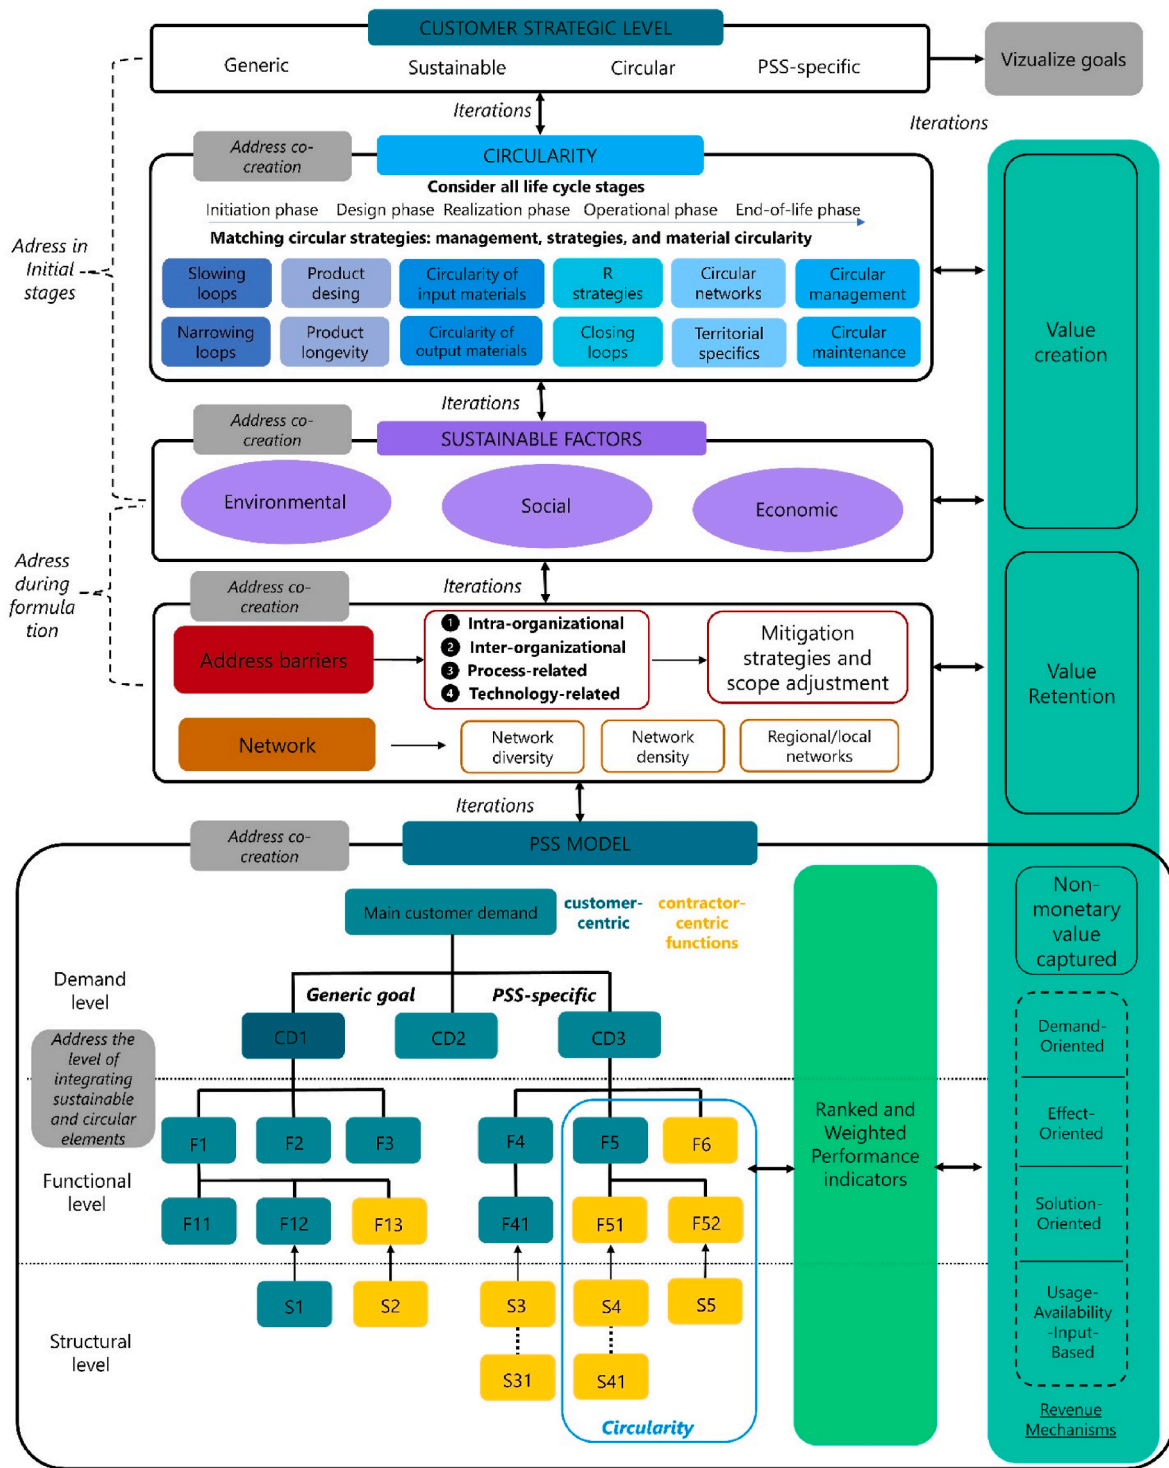 CUSTOMER STRATEGIC LEVEL
Generic
Sustainable
Circular
PSS-specific
Vizualize goals
Iterations
Iterations
Address co-
creation
CIRCULARITY
Consider all life cycle stages
Initiation phase
Design phase
Realization phase
Operational phase
End-of-life phase
Matching circular strategies: management, strategies, and material circularity
Adress in
Initial
stages
Slowing
loops
Product
desing
Circularity of
input materials
R
strategies
Circular
networks
Circular
management
Narrowing
loops
Product
longevity
Circularity of
output materials
Closing
loops
Territorial
specifics
Circular
maintenance
Value
creation
Iterations
Address co-
creation
SUSTAINABLE FACTORS
Environmental
Social
Economic
Adress
during
formula
tion
Iterations
Address co-
creation
Address barriers
1 Intra-organizational
2 Inter-organizational
3 Process-related
4 Technology-related
Mitigation
strategies and
scope adjustment
Value
Retention
Network
Network
diversity
Network
density
Regional/local
networks
Iterations
Address co-
creation
PSS MODEL
Main customer demand
customer-
centric
contractor-
centric
functions
Non-
monetary
value
captured
Demand
level
Generic goal
PSS-specific
CD1
CD2
CD3
Demand-
Oriented
Address the
level of
integrating
sustainable
and circular
elements
F1
F2
F3
F4
F5
F6
Ranked and
Weighted
Performance
indicators
Effect-
Oriented
Functional
level
F11
F12
F13
F41
F51
F52
Solution-
Oriented
S1
S2
S3
S4
S5
Usage-
Availability
-Input-
Based
Structural
level
S31
S41
Circularity
Revenue
Mechanisms